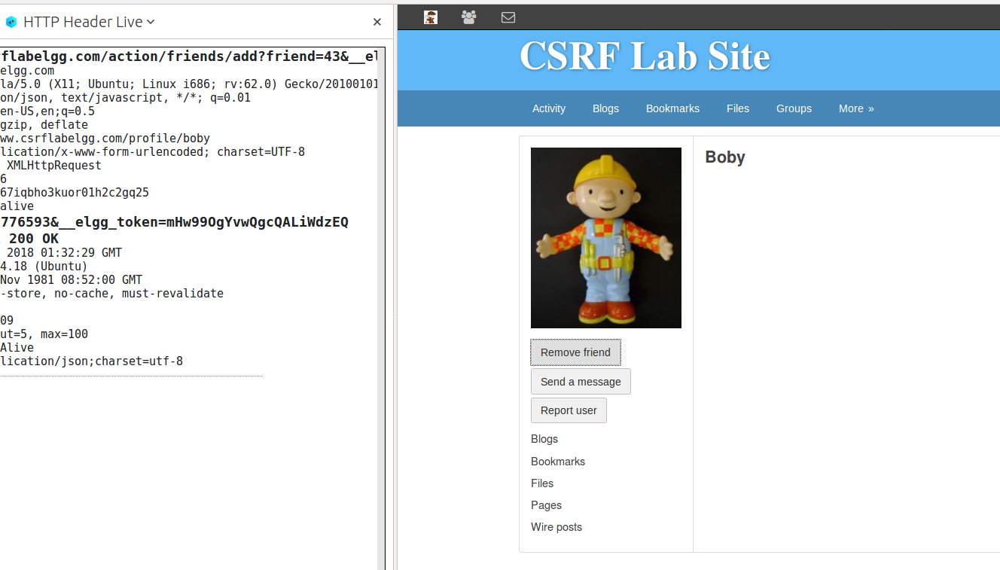 HTTP Header Live
flabelgg.com/action/friends/add?friend=43&__el
elgg.com
la/5.0 (X11; Ubuntu; Linux i686; rv:62.0) Gecko/20100101
on/json, text/javascript, */*; q=0.01
en-US,en;q=0.5
gzip, deflate
ww.csrflabelgg.com/profile/boby
lication/x-www-form-urlencoded; charset=UTF-8
XMLHttpRequest
6
67iqbho3kuor01h2c2gq25
alive
776593&__elgg_token=mHw99OgYvwQgcQALiWdzEQ
200 OK
2018 01:32:29 GMT
4.18 (Ubuntu)
Nov 1981 08:52:00 GMT
-store, no-cache, must-revalidate
09
ut=5, max=100
Alive
lication/json;charset=utf-8
CSRF Lab Site
Activity Blogs Bookmarks Files Groups More »
Boby
Remove friend
Send a message
Report user
Blogs
Bookmarks
Files
Pages
Wire posts